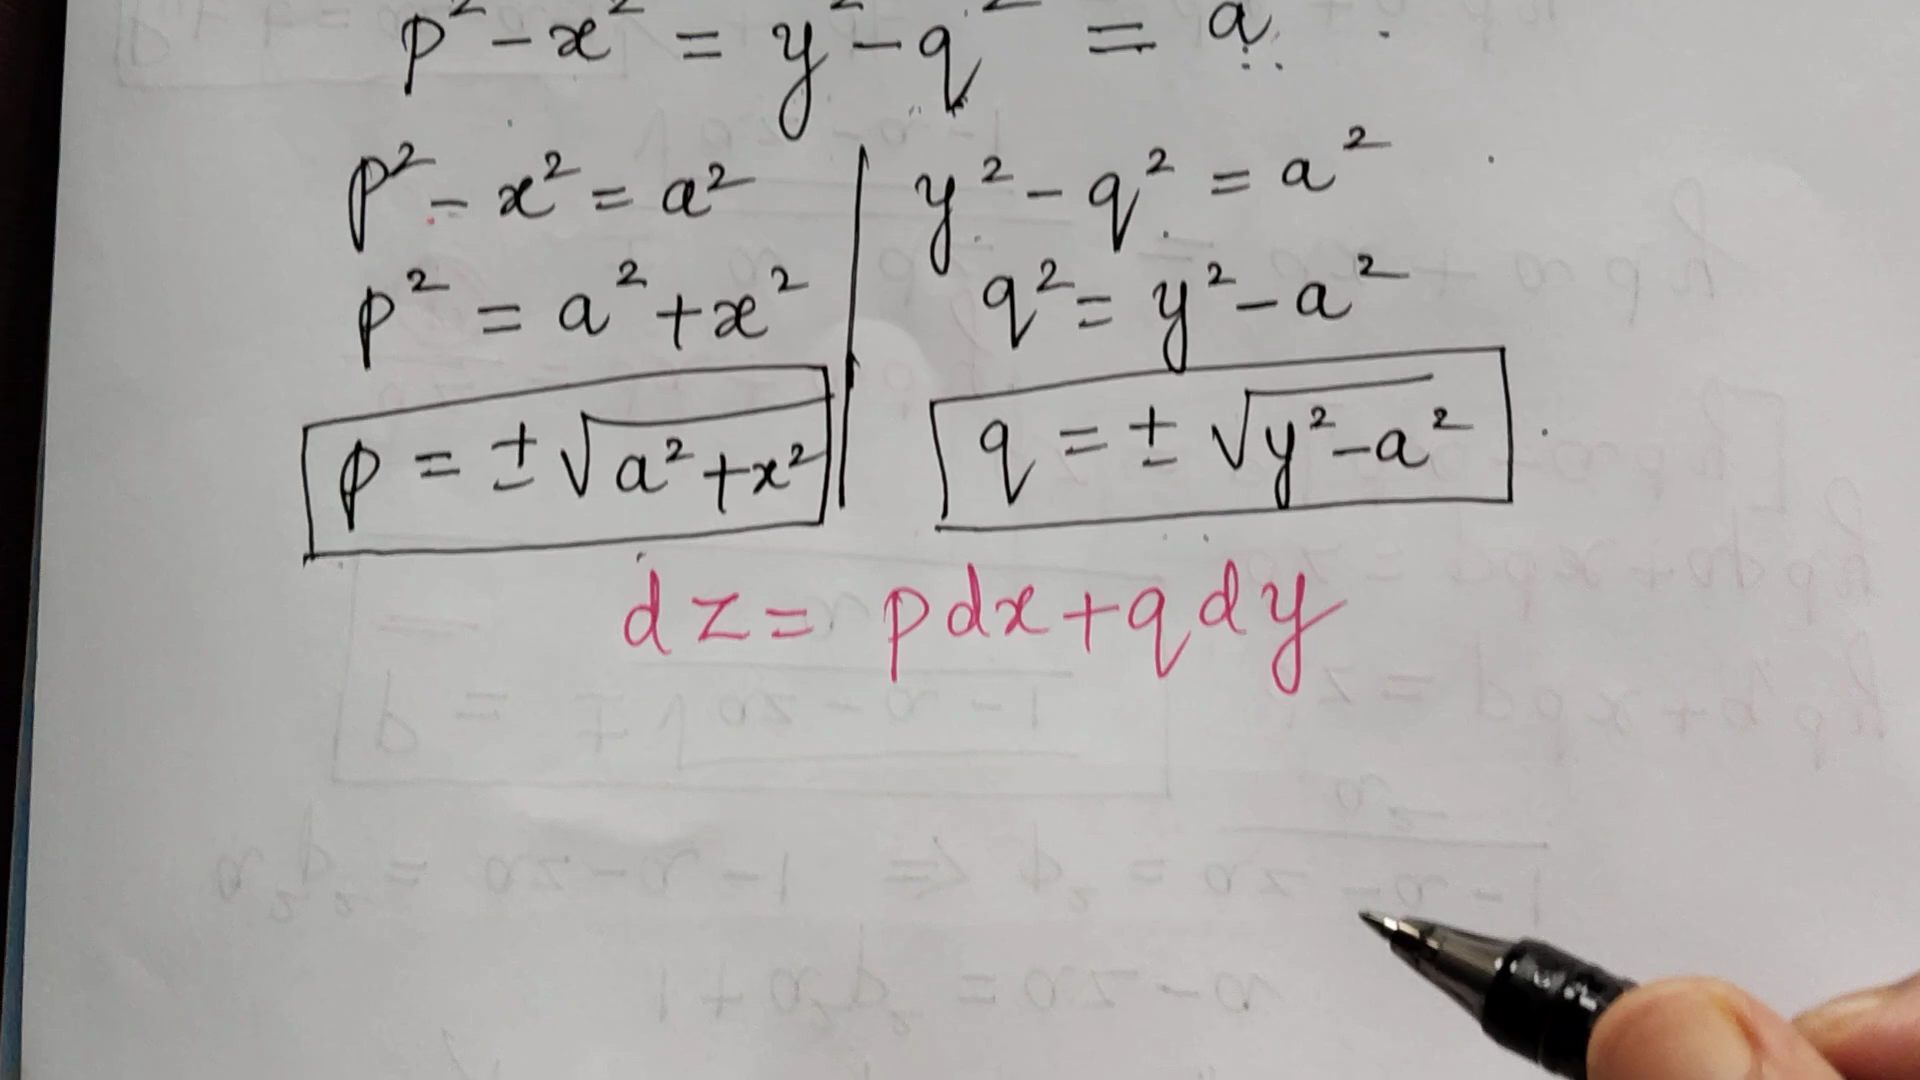 p² - x² = y² - q² = a
p² - x² = a²
p² = a² + x²
p = ± √a² + x²
y² - q² = a²
q² = y² - a²
q = ± √y² - a²
dz = pdx + qdy